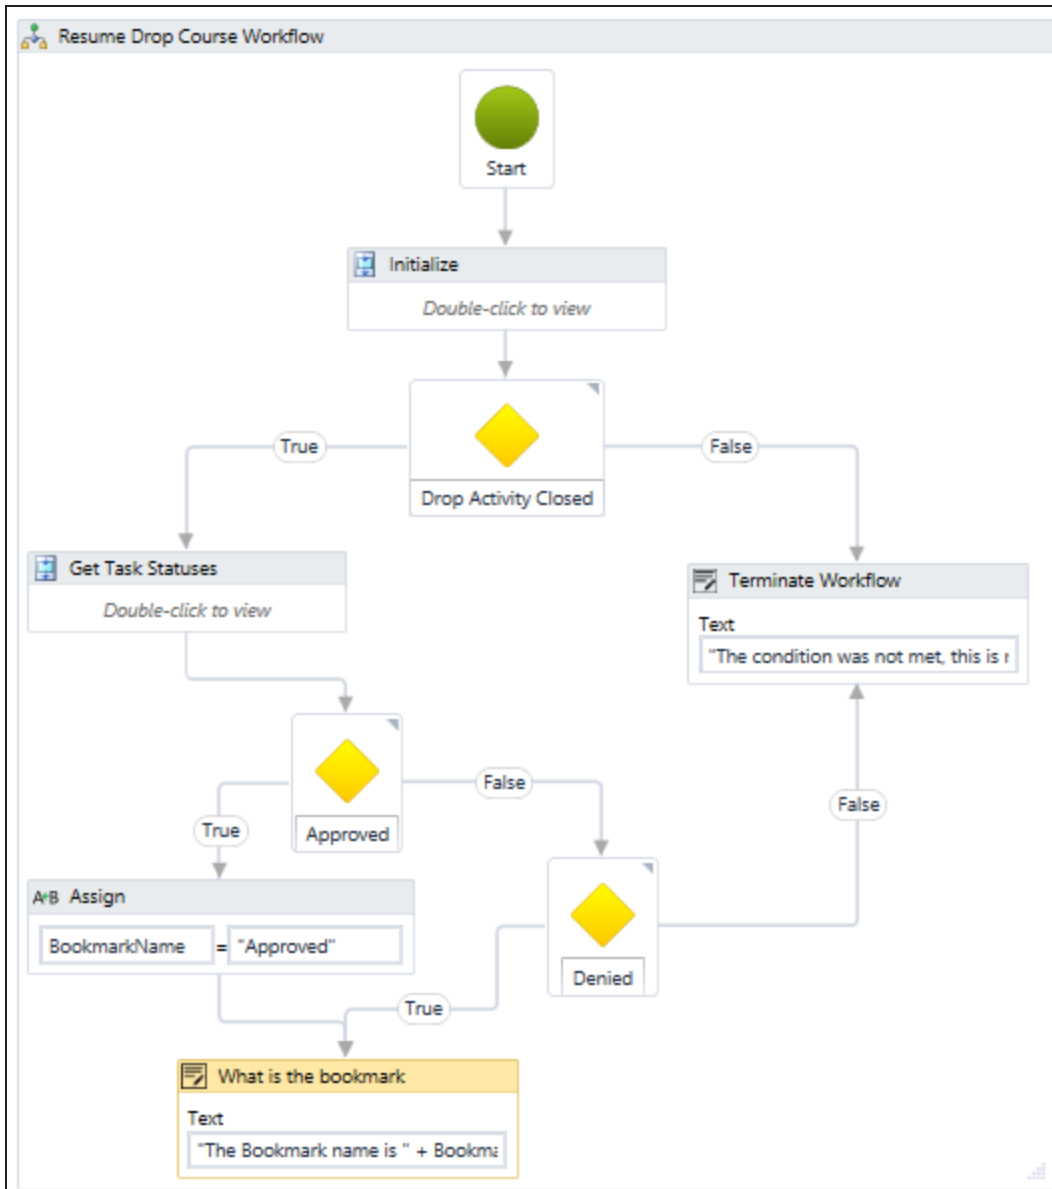 Resume Drop Course Workflow
Start
Initialize
Double-click to view
True
False
Drop Activity Closed
Get Task Statuses
Double-click to view
Terminate Workflow
Text
"The condition was not met, this is
False
False
True
Approved
A+B Assign
BookmarkName = "Approved"
Denied
True
What is the bookmark
Text
"The Bookmark name is " + Bookma